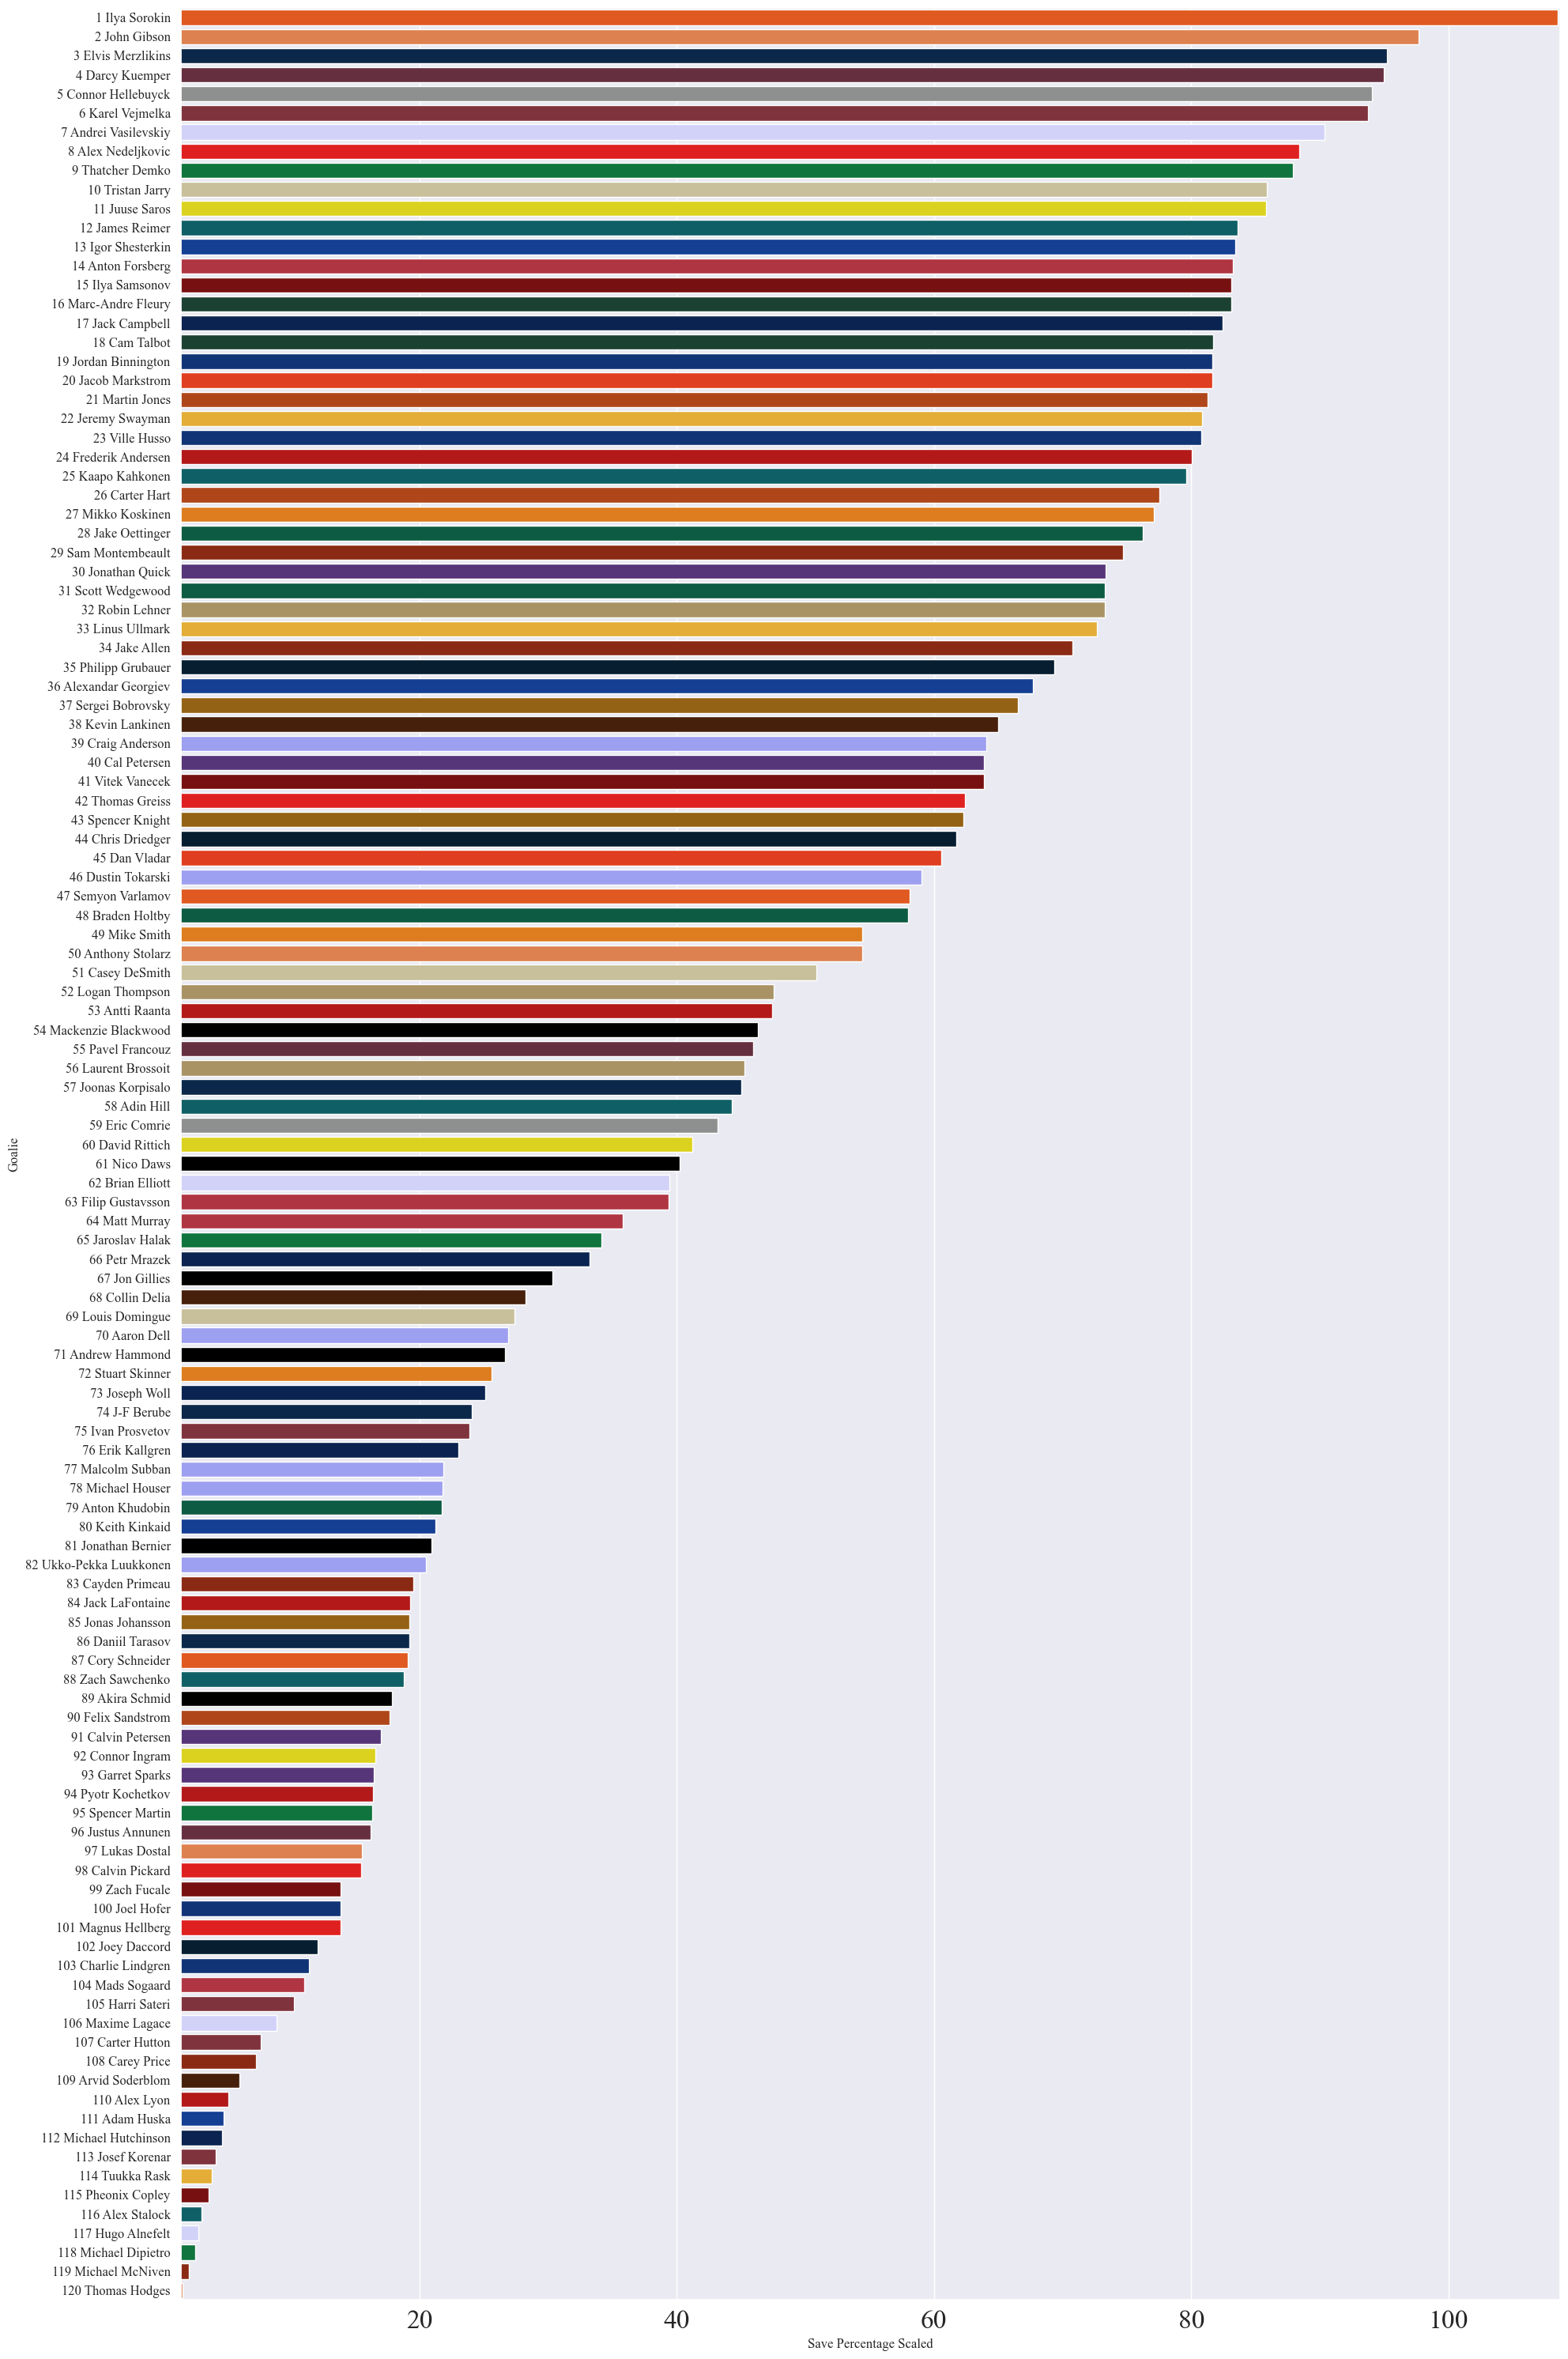 1 Ilya Sorokin
2 John Gibson
3 Elvis Merzlikins
4 Darcy Kuemper
5 Connor Hellebuyck
6 Karel Vejmelka
7 Andrei Vasilevskiy
8 Alex Nedeljkovic
9 Thatcher Demko
10 Tristan Jarry
11 Juuse Saros
12 James Reimer
13 Igor Shesterkin
14 Anton Forsberg
15 Ilya Samsonov
16 Marc-Andre Fleury
17 Jack Campbell
18 Cam Talbot
19 Jordan Binnington
20 Jacob Markstrom
21 Martin Jones
22 Jeremy Swayman
23 Ville Husso
24 Frederik Andersen
25 Kaapo Kahkonen
26 Carter Hart
27 Mikko Koskinen
28 Jake Oettinger
29 Sam Montembeault
30 Jonathan Quick
31 Scott Wedgewood
32 Robin Lehner
33 Linus Ullmark
34 Jake Allen
35 Philipp Grubauer
36 Alexandar Georgiev
37 Sergei Bobrovsky
38 Kevin Lankinen
39 Craig Anderson
40 Cal Petersen
41 Vitek Vanecek
42 Thomas Greiss
43 Spencer Knight
44 Chris Driedger
45 Dan Vladar
46 Dustin Tokarski
47 Semyon Varlamov
48 Braden Holtby
49 Mike Smith
50 Anthony Stolarz
51 Casey DeSmith
52 Logan Thompson
53 Antti Raanta
54 Mackenzie Blackwood
55 Pavel Francouz
56 Laurent Brossoit
57 Joonas Korpisalo
58 Adin Hill
59 Eric Comrie
60 David Rittich
61 Nico Daws
62 Brian Elliott
63 Filip Gustavsson
64 Matt Murray
65 Jaroslav Halak
66 Petr Mrazek
67 Jon Gillies
68 Collin Delia
69 Louis Domingue
70 Aaron Dell
71 Andrew Hammond
72 Stuart Skinner
73 Joseph Woll
74 J-F Berube
75 Ivan Prosvetov
76 Erik Kallgren
77 Malcolm Subban
78 Michael Houser
79 Anton Khudobin
80 Keith Kinkaid
81 Jonathan Bernier
82 Ukko-Pekka Luukkonen
83 Cayden Primeau
84 Jack LaFontaine
85 Jonas Johansson
86 Daniil Tarasov
87 Cory Schneider
88 Zach Sawchenko
89 Akira Schmid
90 Felix Sandstrom
91 Calvin Petersen
92 Connor Ingram
93 Garret Sparks
94 Pyotr Kochetkov
95 Spencer Martin
96 Justus Annunen
97 Lukas Dostal
98 Calvin Pickard
99 Zach Fucale
100 Joel Hofer
101 Magnus Hellberg
102 Joey Daccord
103 Charlie Lindgren
104 Mads Sogaard
105 Harri Sateri
106 Maxime Lagace
107 Carter Hutton
108 Carey Price
109 Arvid Soderblom
110 Alex Lyon
111 Adam Huska
112 Michael Hutchinson
113 Josef Korenar
114 Tuukka Rask
115 Pheonix Copley
116 Alex Stalock
117 Hugo Alnefelt
118 Michael Dipietro
119 Michael McNiven
120 Thomas Hodges
Goalie
20 40 60 80 100
Save Percentage Scaled